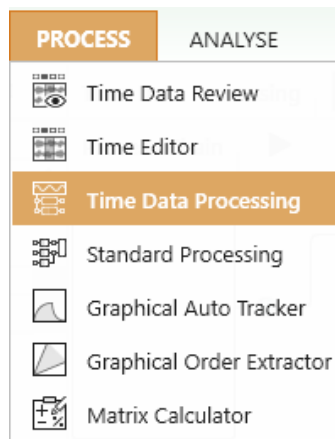 PROCESS ANALYSE
Time Data Review
Time Editor
Time Data Processing
Standard Processing
Graphical Auto Tracker
Graphical Order Extractor
Matrix Calculator